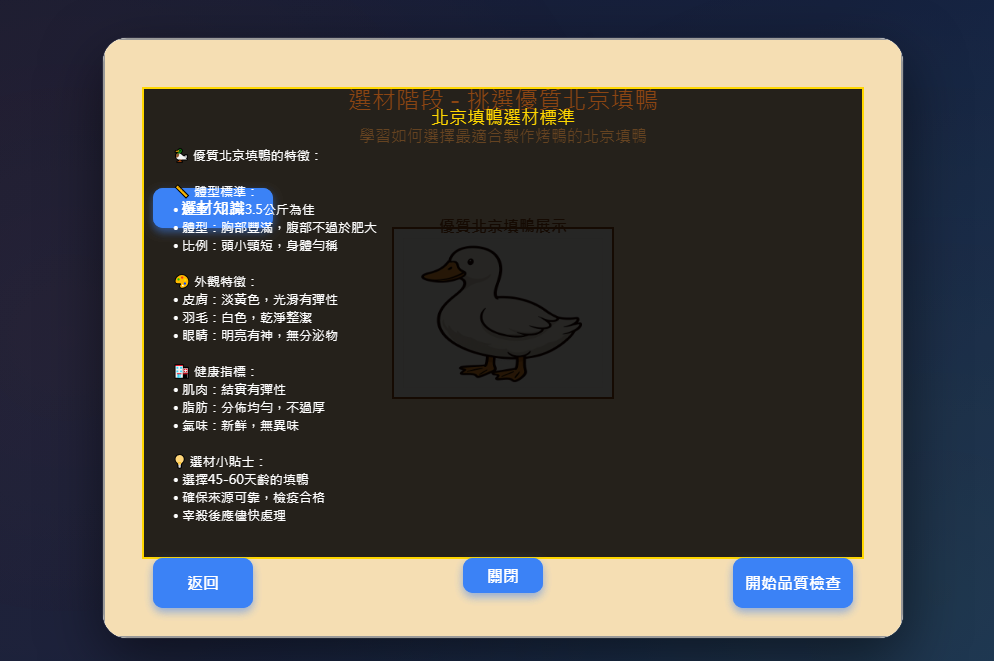 選材階段 - 挑選優質北京填鴨
北京填鴨選材標準
學習如何選擇最適合製作烤鴨的北京填鴨
優質北京填鴨的特徵：
體型標準：
選材知識
3.5公斤為佳
• 體型：胸部豐滿，腹部不過於肥大
• 比例：頭小頸短，身體勻稱
優質北京填鴨展示
外觀特徵：
• 皮膚：淡黃色，光滑有彈性
• 羽毛：白色，乾淨整潔
• 眼睛：明亮有神，無分泌物
健康指標：
• 肌肉：結實有彈性
• 脂肪：分佈均勻，不過厚
• 氣味：新鮮，無異味
選材小貼士：
• 選擇45-60天齡的填鴨
• 確保來源可靠，檢疫合格
• 宰殺後應儘快處理
返回
關閉
開始品質檢查